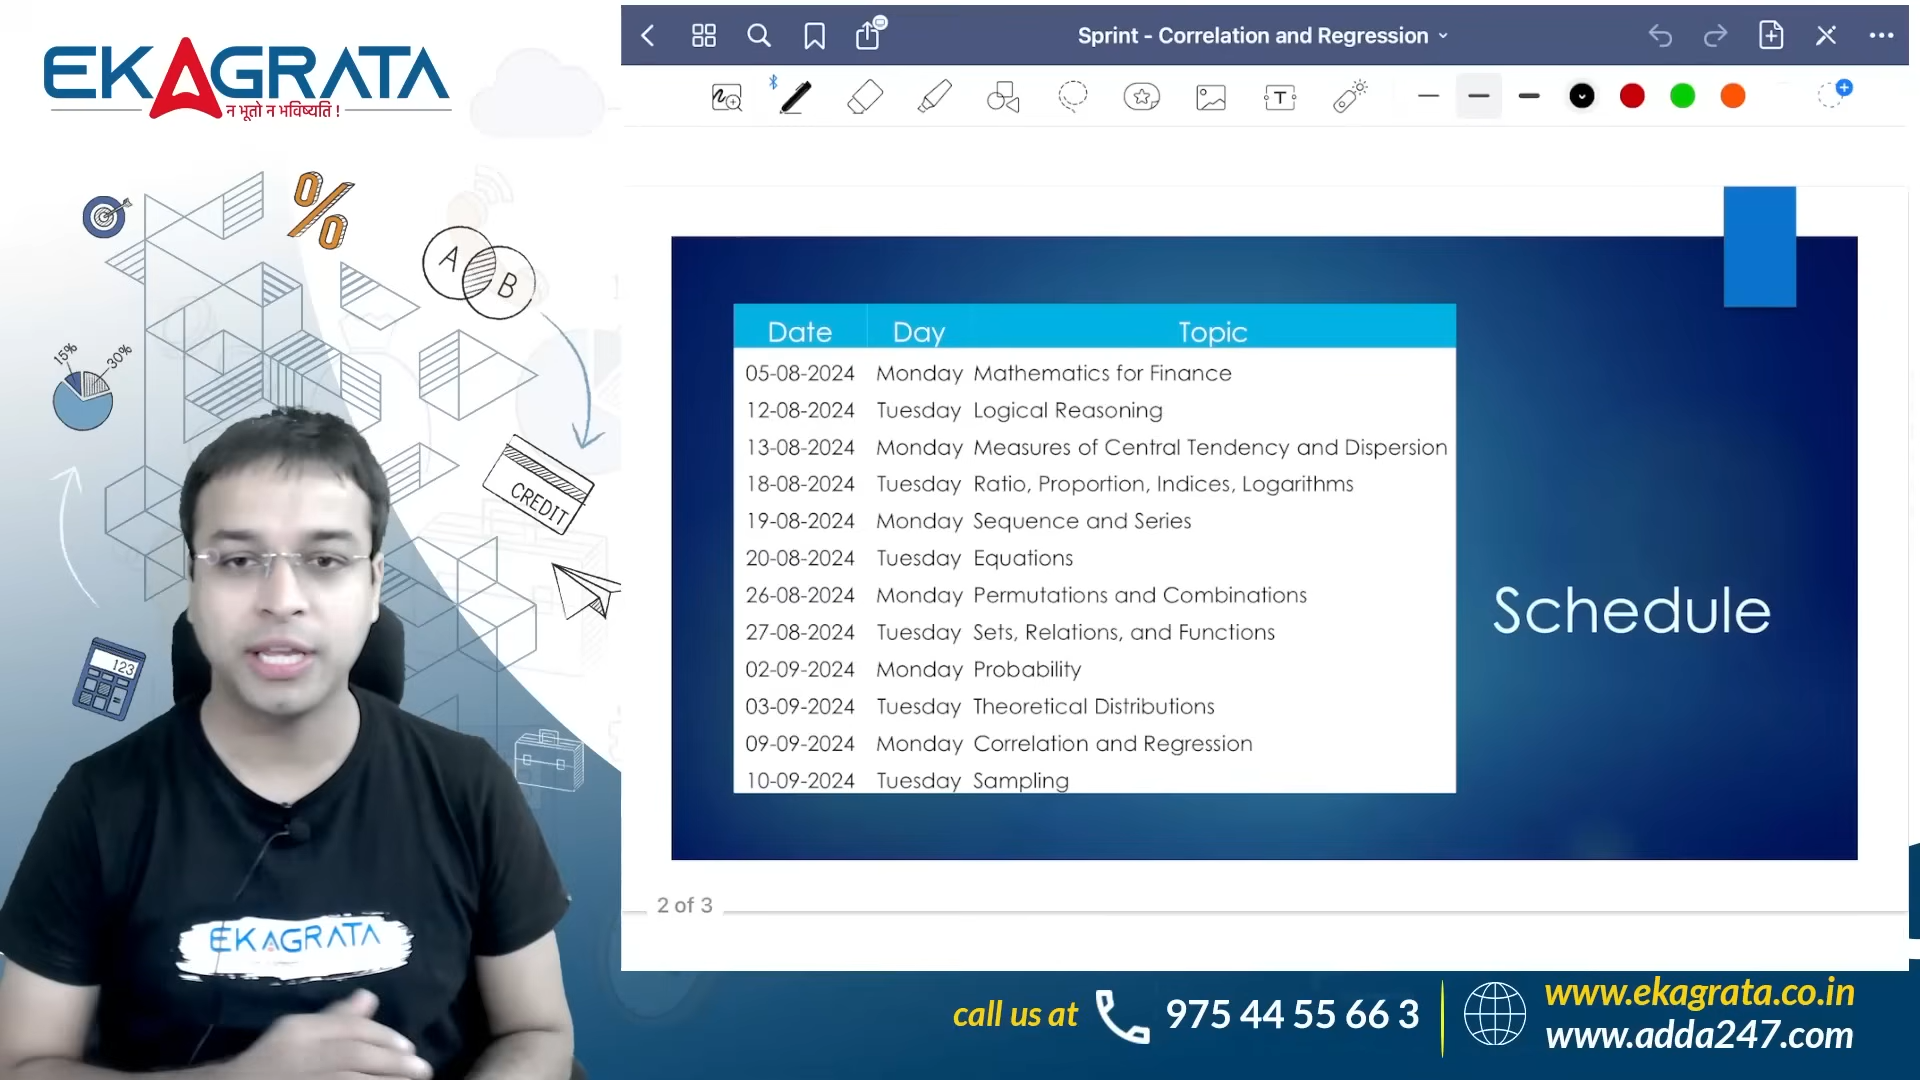 EKAGRATA
न भूतो न भविष्यति !
%
A
B
15%
30%
CREDIT
123
EKAGRATA
Sprint - Correlation and Regression
T
Date Day Topic
05-08-2024 Monday Mathematics for Finance
12-08-2024 Tuesday Logical Reasoning
13-08-2024 Monday Measures of Central Tendency and Dispersion
18-08-2024 Tuesday Ratio, Proportion, Indices, Logarithms
19-08-2024 Monday Sequence and Series
20-08-2024 Tuesday Equations
26-08-2024 Monday Permutations and Combinations
27-08-2024 Tuesday Sets, Relations, and Functions
02-09-2024 Monday Probability
03-09-2024 Tuesday Theoretical Distributions
09-09-2024 Monday Correlation and Regression
10-09-2024 Tuesday Sampling
Schedule
2 of 3
call us at 975 44 55 66 3
www.ekagrata.co.in
www.adda247.com